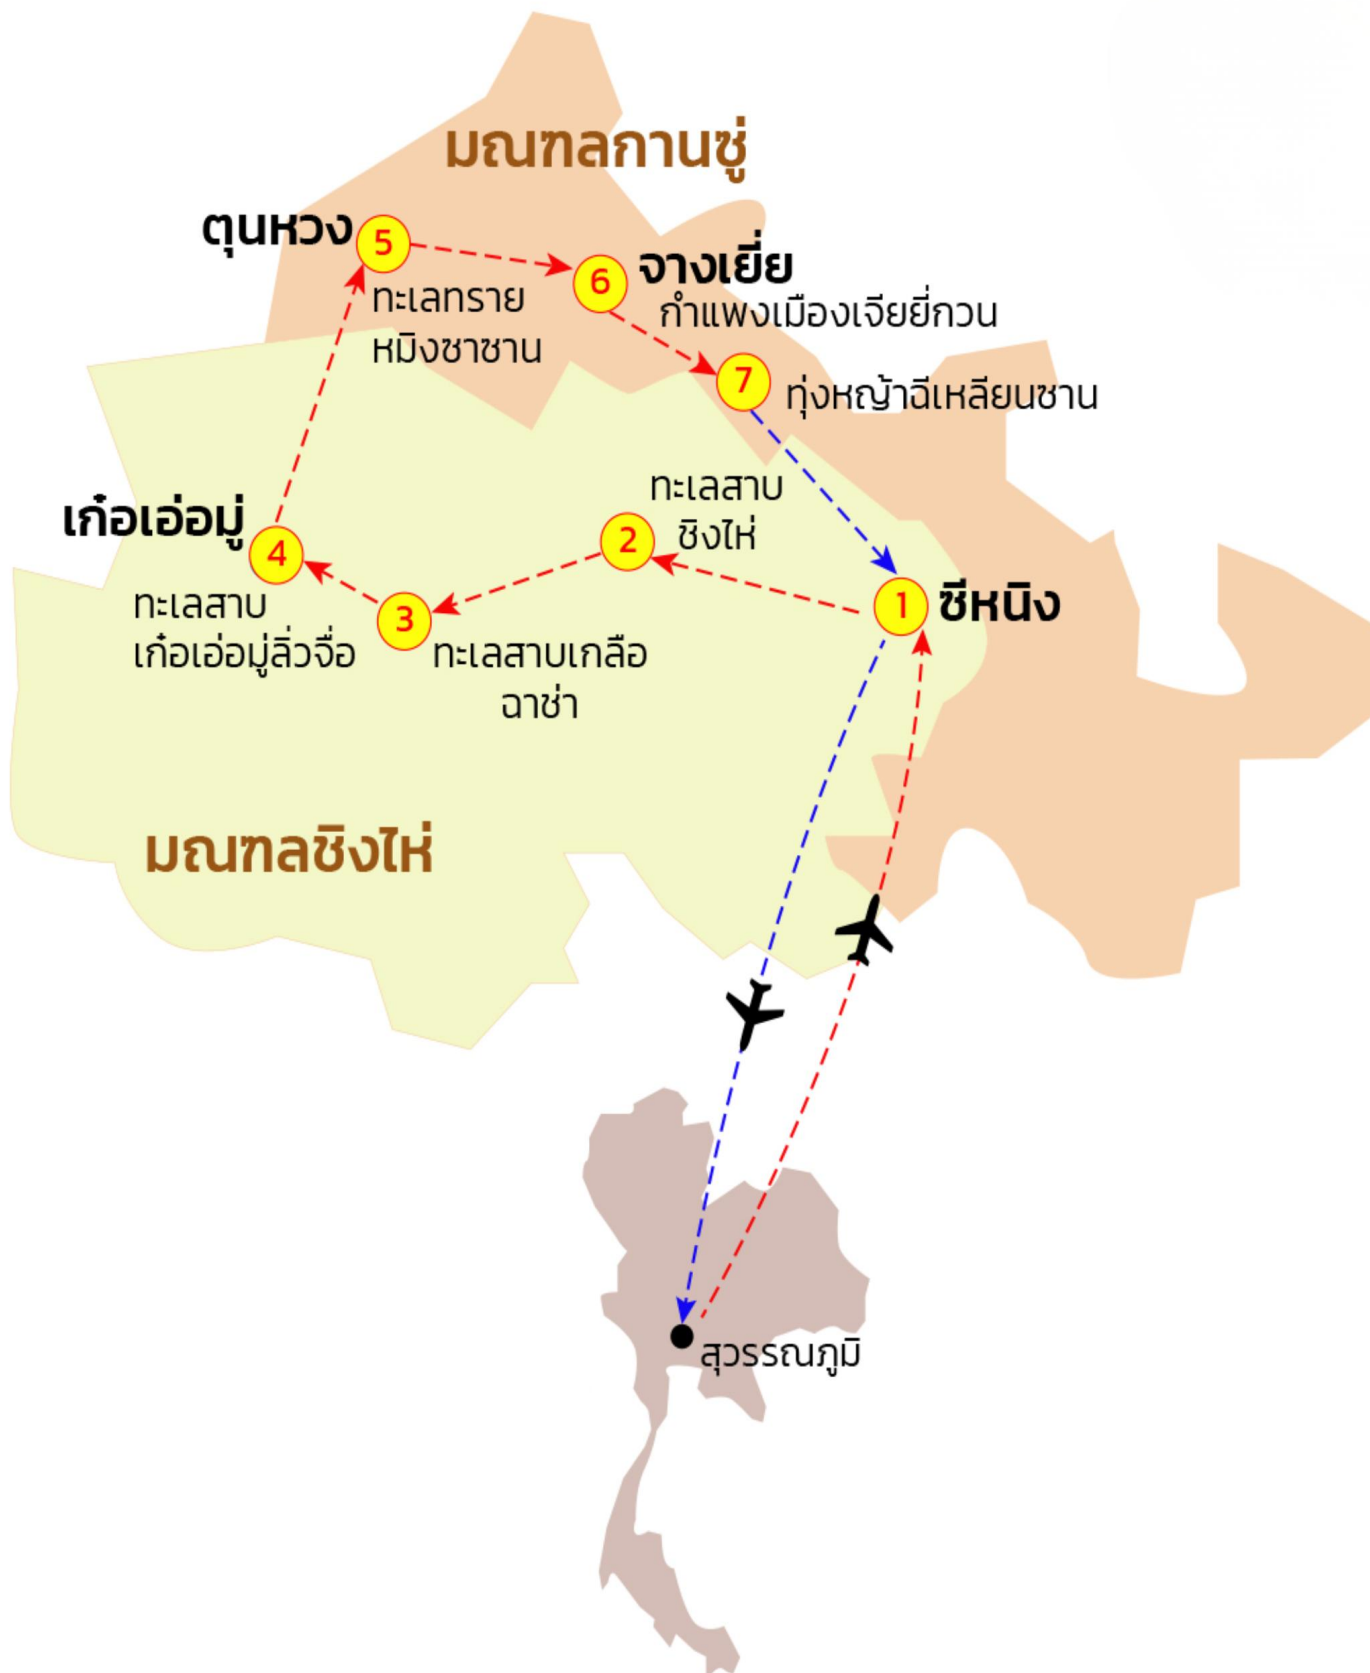 มณฑลกานซู่
ตุนหวง
5
ทะเลทราย
หมิงซาซาน
6
จางเยี่ย
กำแพงเมืองเจียยี่กวน
7
ทุ่งหญ้าฉีเหลียนซาน
ทะเลสาบ
ชิงไห่
2
เก๋อเอ่อมู่
4
ทะเลสาบ
เก๋อเอ่อมู่ลิ่วจื่อ
3
ทะเลสาบเกลือ
ฉาช่า
1
ซีหนิง
มณฑลชิงไห่
สุวรรณภูมิ